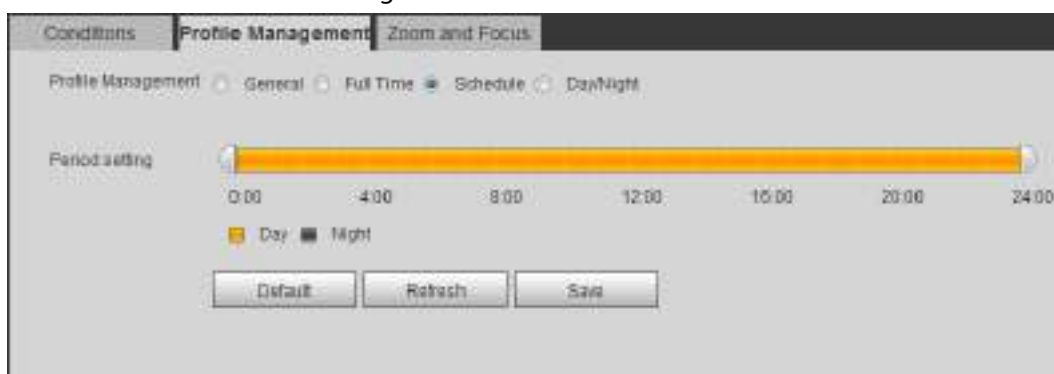 Conditions Profile Management Zoom and Focus
Profile Management General Full Time Schedule Day/Night
Period setting
0:00 4:00 8:00 12:00 16:00 20:00 24:00
Day Night
Default Refresh Save